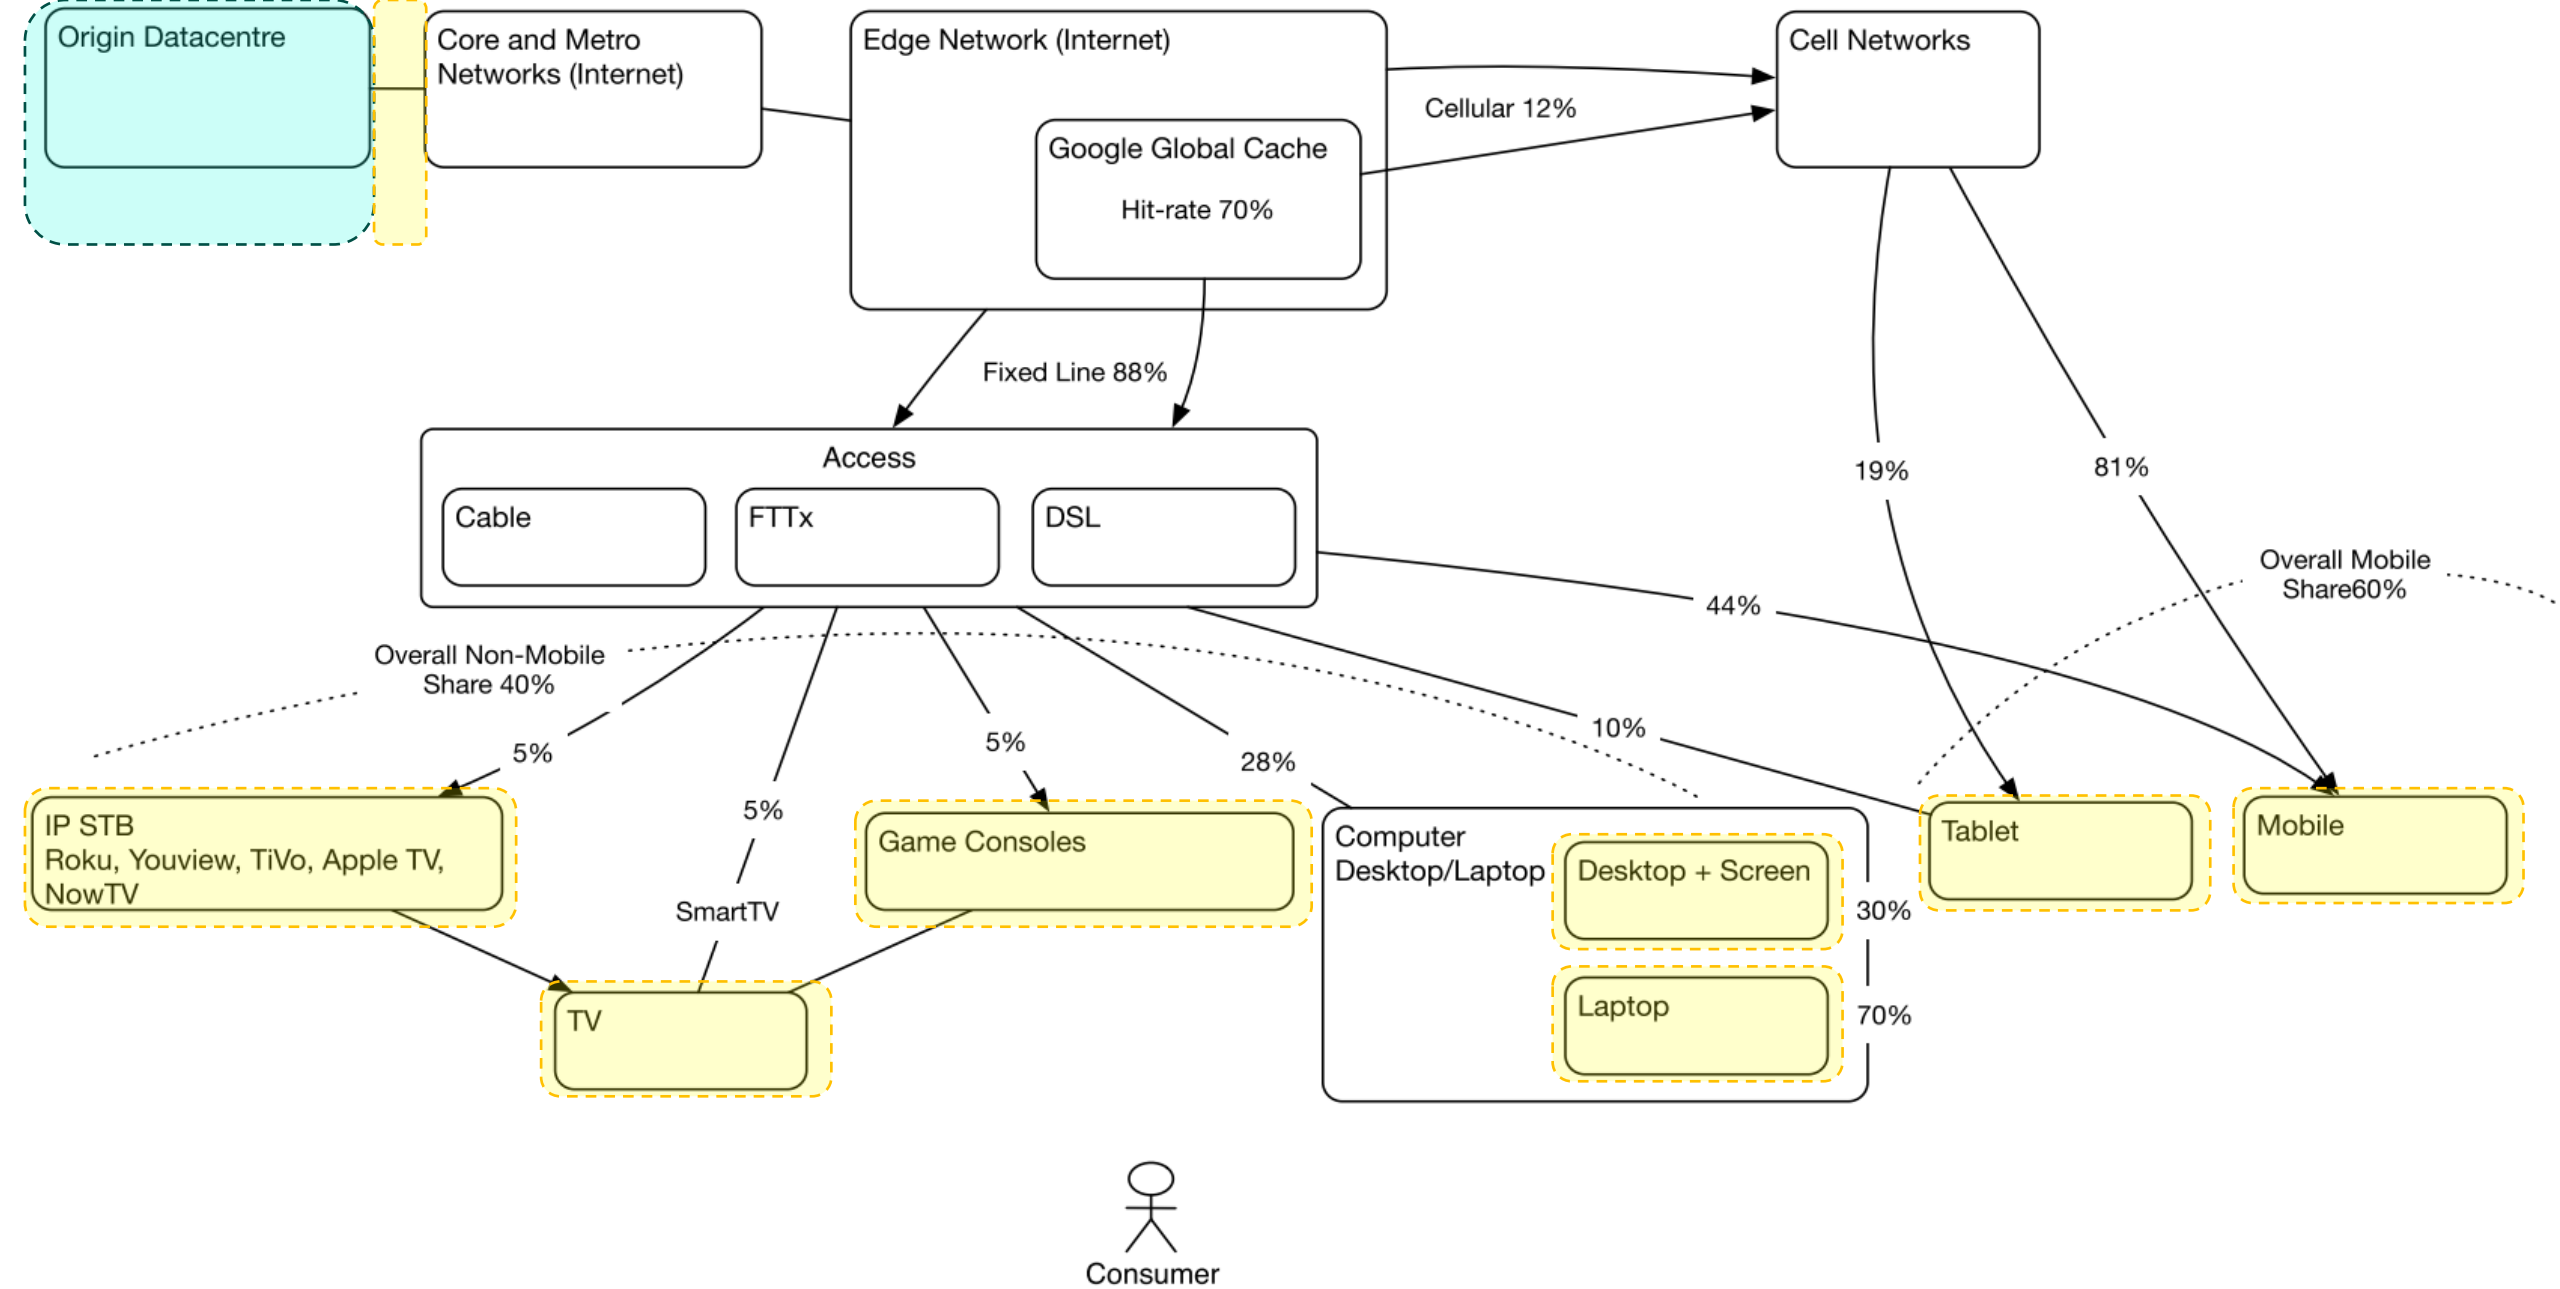 Origin Datacentre
Core and Metro
Networks (Internet)
Edge Network (Internet)
Cell Networks
Cellular 12%
Google Global Cache
Hit-rate 70%
Fixed Line 88%
Access
Cable
FTTx
DSL
19%
81%
Overall Mobile
Share60%
44%
Overall Non-Mobile
Share 40%
10%
5%
5%
28%
5%
IP STB
Roku, Youview, TiVo, Apple TV,
NowTV
SmartTV
Game Consoles
Computer
Desktop/Laptop
Desktop + Screen
30%
Tablet
Mobile
TV
Laptop
70%
Consumer